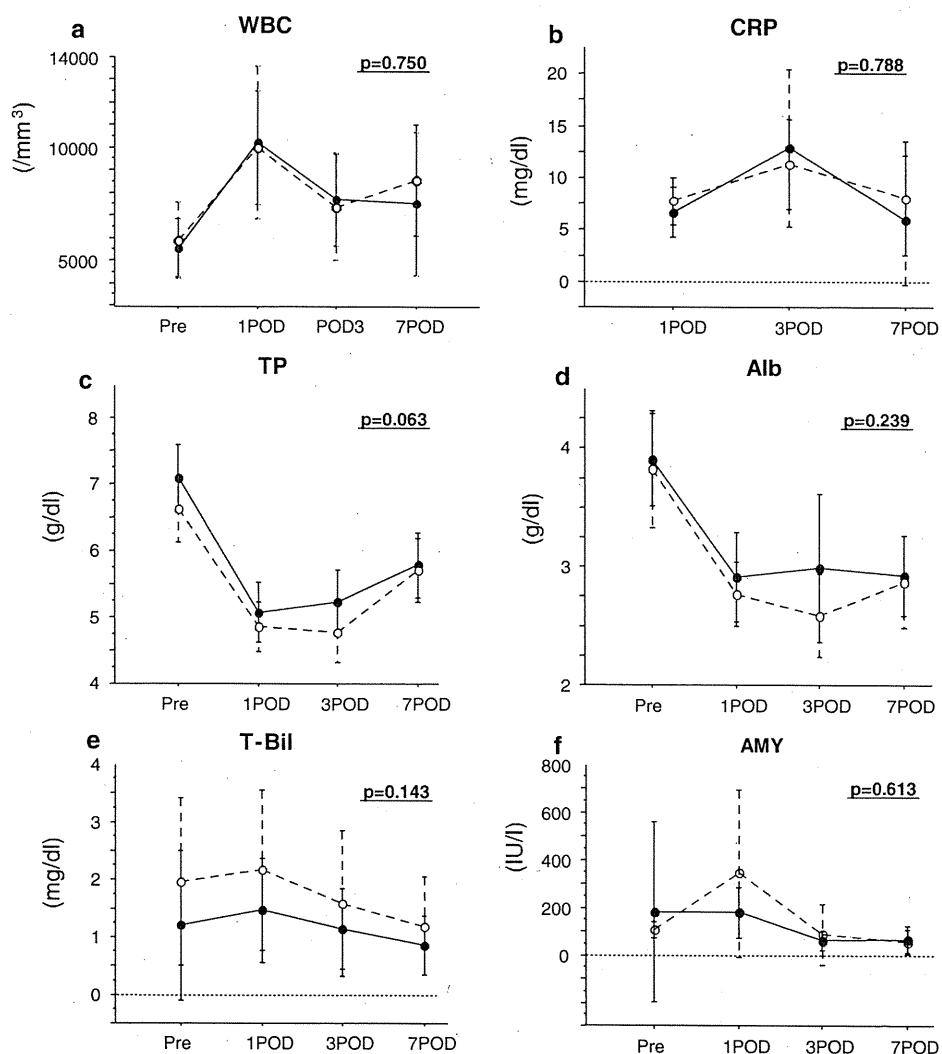 a WBC
p=0.750
(/mm³)
14000
10000
5000
Pre 1POD POD3 7POD
b CRP
p=0.788
(mg/dl)
20
15
10
5
0
1POD 3POD 7POD
c TP
p=0.063
(g/dl)
8
7
6
5
4
Pre 1POD 3POD 7POD
d Alb
p=0.239
(g/dl)
4
3
2
Pre 1POD 3POD 7POD
e T-Bil
p=0.143
(mg/dl)
4
3
2
1
0
Pre 1POD 3POD 7POD
f AMY
p=0.613
(IU/l)
800
600
400
200
0
Pre 1POD 3POD 7POD